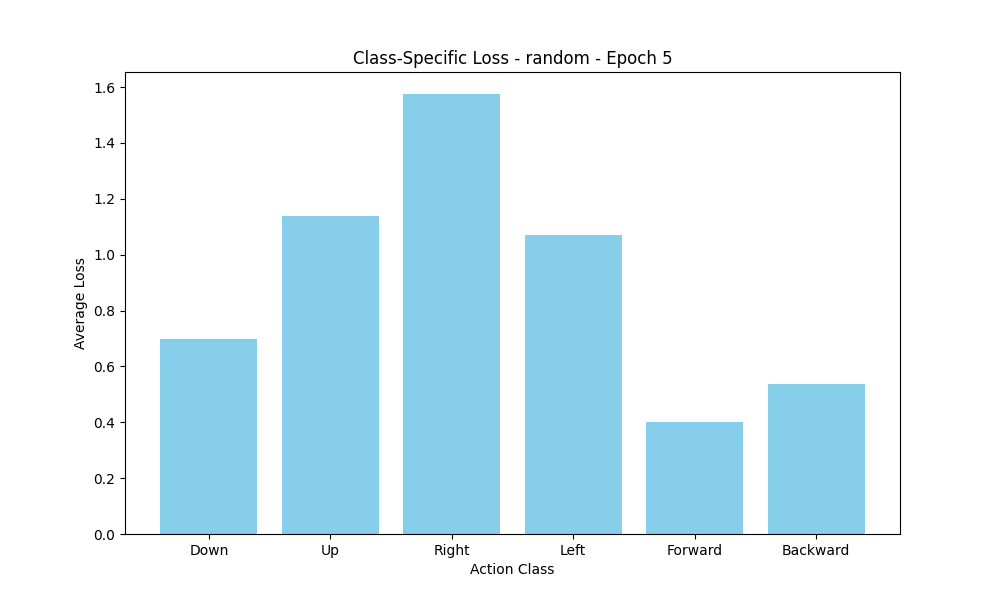 Class-Specific Loss - random - Epoch 5
1.6
1.4
1.2
1.0
0.8
0.6
0.4
0.2
0.0
Average Loss
Down Up Right Left Forward Backward
Action Class